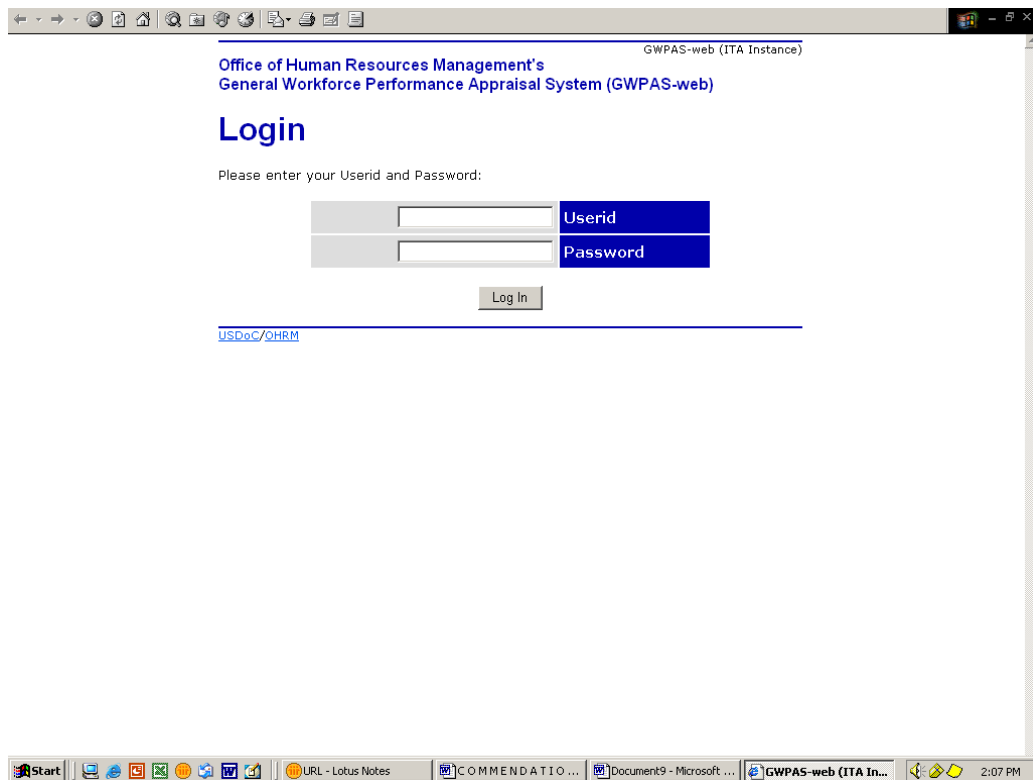 GWPAS-web (ITA Instance)
Office of Human Resources Management's
General Workforce Performance Appraisal System (GWPAS-web)
Login
Please enter your Userid and Password:
Userid
Password
Log In
USDoC/OHRM
Start
URL - Lotus Notes
C O M M E N D A T I O ...
Document9 - Microsoft ...
GWPAS-web (ITA In...
2:07 PM